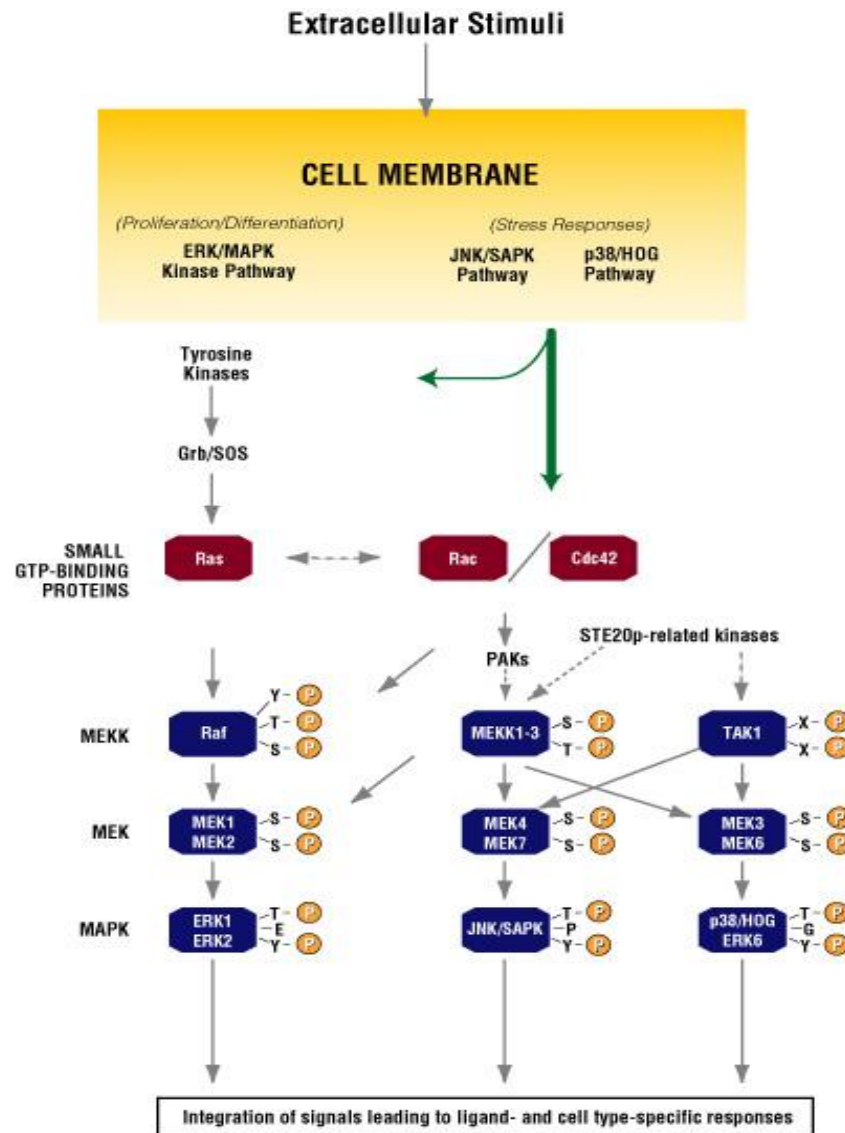 Extracellular Stimuli
CELL MEMBRANE
(Proliferation/Differentiation)
ERK/MAPK
Kinase Pathway
(Stress Responses)
JNK/SAPK
Pathway
p38/HOG
Pathway
Tyrosine
Kinases
Grb/SOS
SMALL
GTP-BINDING
PROTEINS
Ras
Rac
Cdc42
PAKs
STE20p-related kinases
MEKK
Raf
Y P
T P
S P
MEKK1-3
S P
T P
TAK1
X P
X P
MEK
MEK1
MEK2
S P
S P
MEK4
MEK7
S P
S P
MEK3
MEK6
S P
S P
MAPK
ERK1
ERK2
T P
E
Y P
JNK/SAPK
T P
P
Y P
p38/HOG
ERK6
T P
G
Y P
Integration of signals leading to ligand- and cell type-specific responses